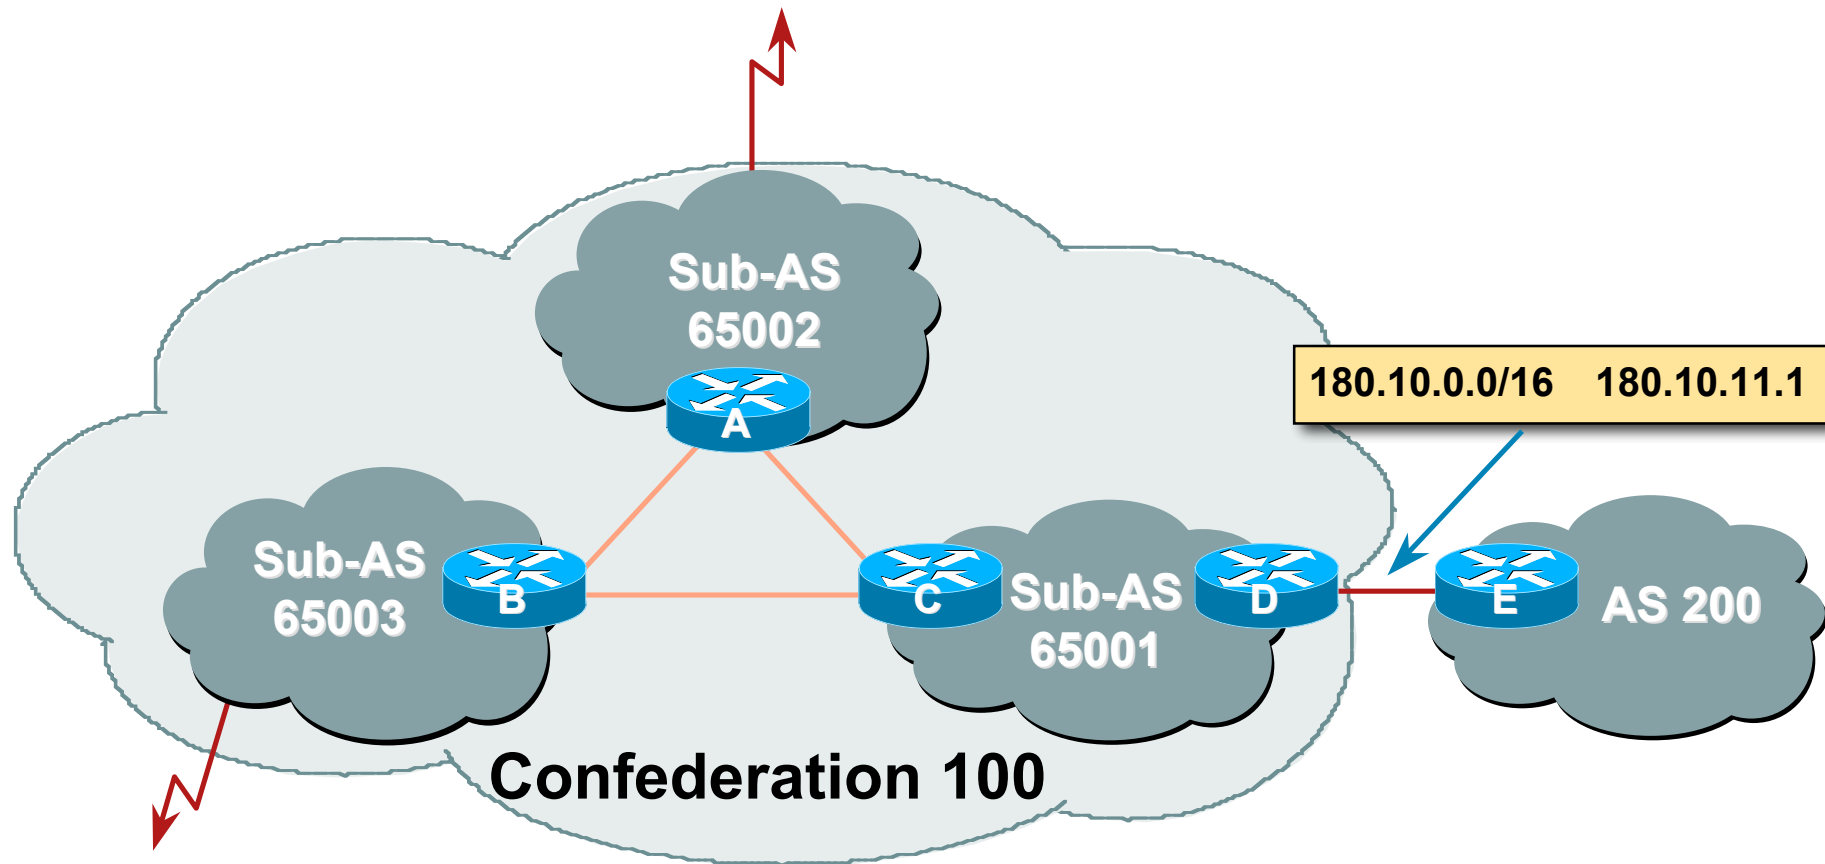 Sub-AS
65002
A
180.10.0.0/16 180.10.11.1
Sub-AS
65003
B
C
Sub-AS
65001
D
E
AS 200
Confederation 100